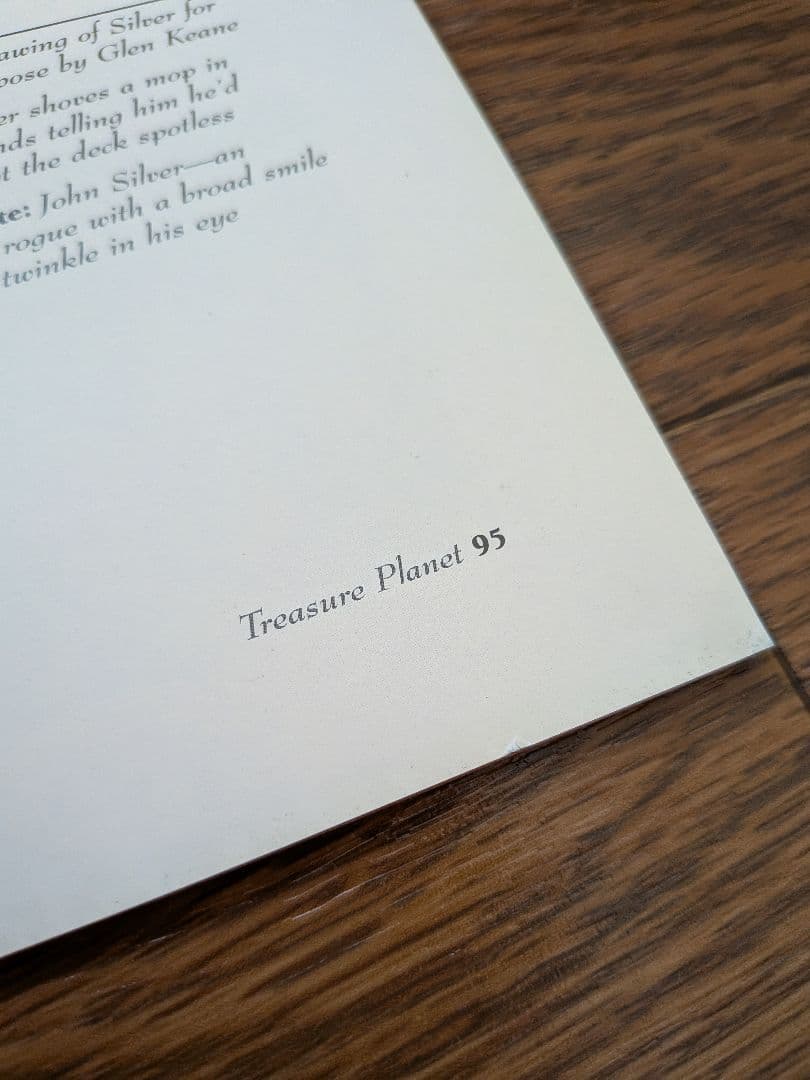 awing of Silver for
pose by Glen Keane
er shoves a mop in
nds telling him he'd
t the deck spotless
te: John Silver—an
rogue with a broad smile
twinkle in his eye
Treasure Planet 95